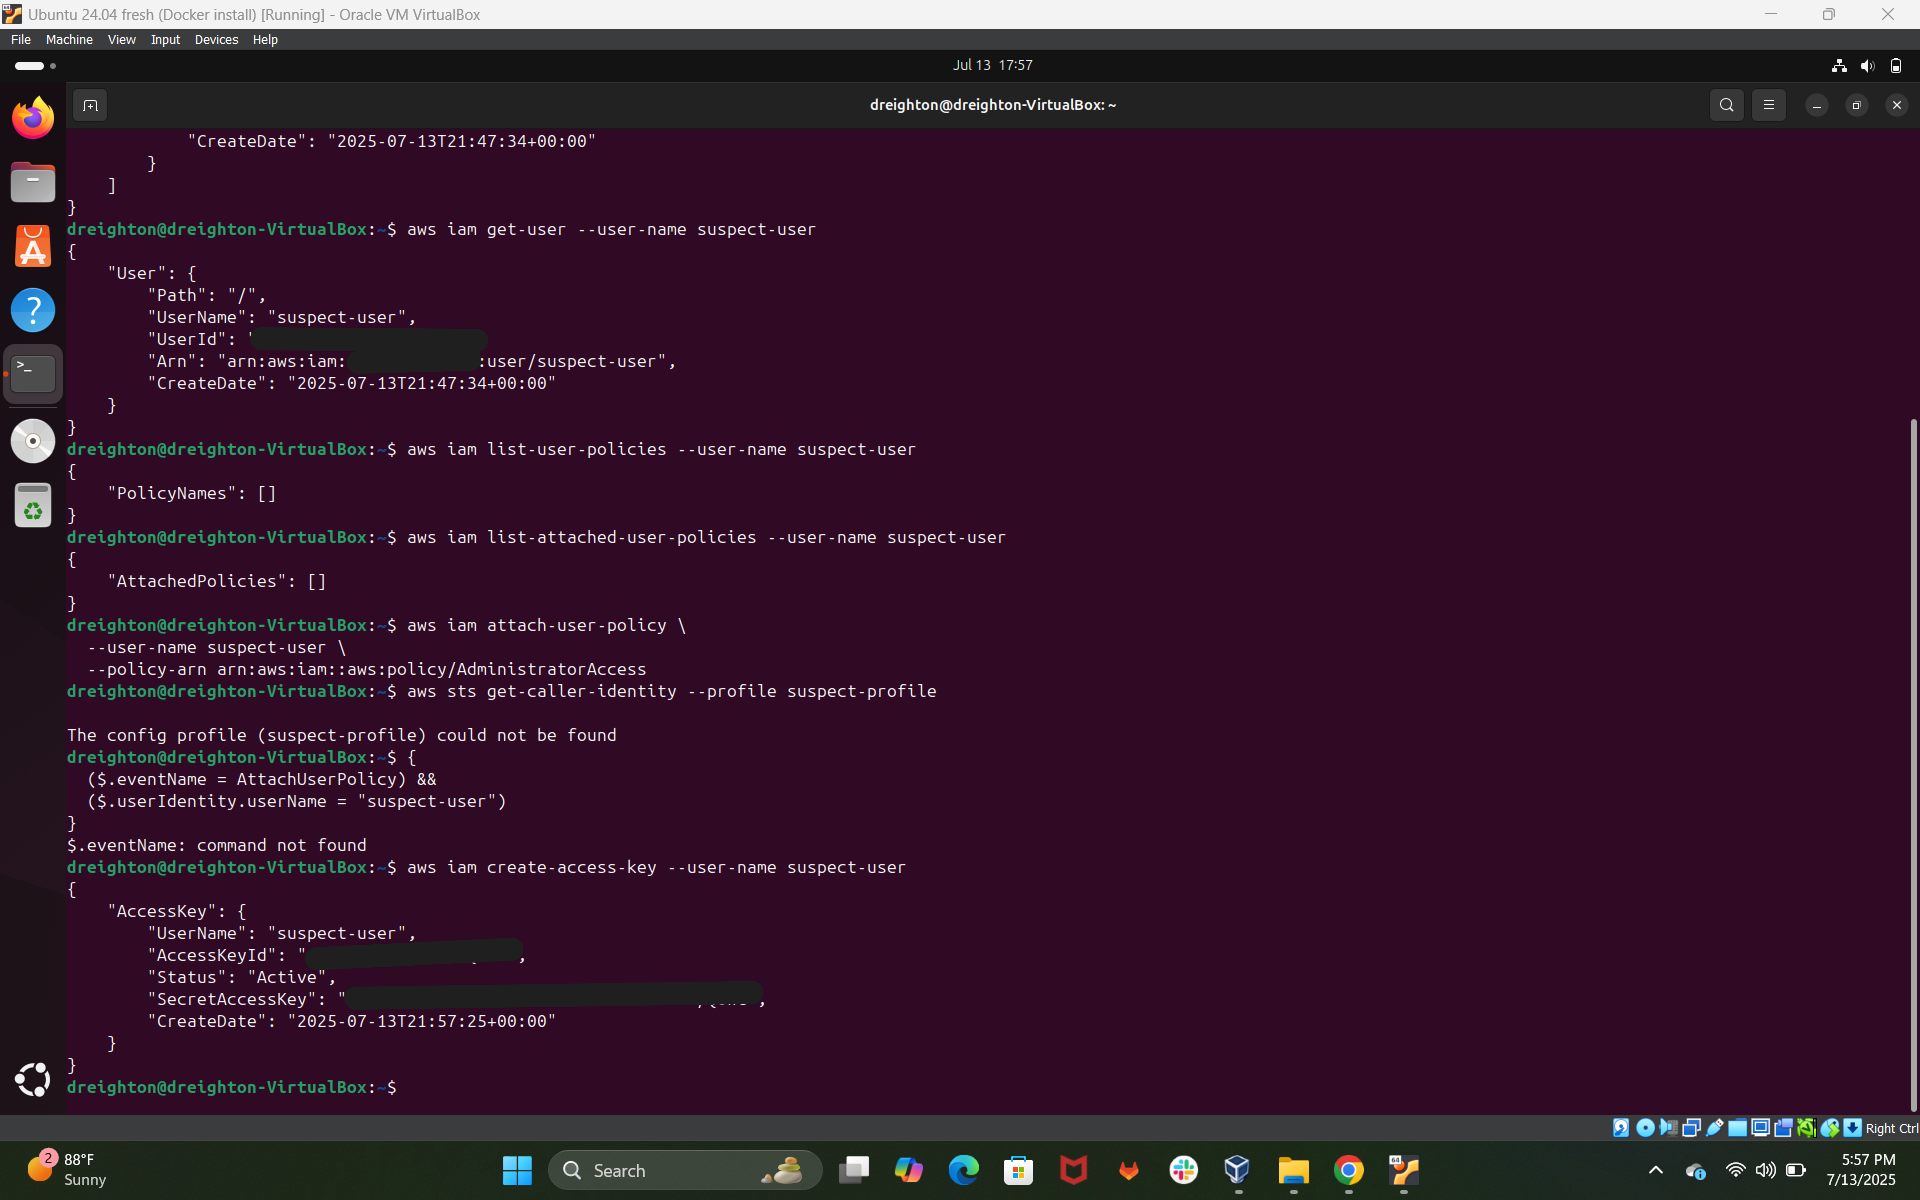 Ubuntu 24.04 fresh (Docker install) [Running] - Oracle VM VirtualBox
File Machine View Input Devices Help
Jul 13 17:57
dreighton@dreighton-VirtualBox: ~
"CreateDate": "2025-07-13T21:47:34+00:00"
}
]
}
dreighton@dreighton-VirtualBox:~$ aws iam get-user --user-name suspect-user
{
"User": {
"Path": "/",
"UserName": "suspect-user",
"UserId": "
"Arn": "arn:aws:iam: :user/suspect-user",
"CreateDate": "2025-07-13T21:47:34+00:00"
}
}
dreighton@dreighton-VirtualBox:~$ aws iam list-user-policies --user-name suspect-user
{
"PolicyNames": []
}
dreighton@dreighton-VirtualBox:~$ aws iam list-attached-user-policies --user-name suspect-user
{
"AttachedPolicies": []
}
dreighton@dreighton-VirtualBox:~$ aws iam attach-user-policy \
--user-name suspect-user \
--policy-arn arn:aws:iam::aws:policy/AdministratorAccess
dreighton@dreighton-VirtualBox:~$ aws sts get-caller-identity --profile suspect-profile
The config profile (suspect-profile) could not be found
dreighton@dreighton-VirtualBox:~$ {
($.eventName = AttachUserPolicy) &&
($.userIdentity.userName = "suspect-user")
}
$.eventName: command not found
dreighton@dreighton-VirtualBox:~$ aws iam create-access-key --user-name suspect-user
{
"AccessKey": {
"UserName": "suspect-user",
"AccessKeyId": " ,
"Status": "Active",
"SecretAccessKey": " ,
"CreateDate": "2025-07-13T21:57:25+00:00"
}
}
dreighton@dreighton-VirtualBox:~$
Right Ctrl
2
88°F
Sunny
Search
64
5:57 PM
7/13/2025